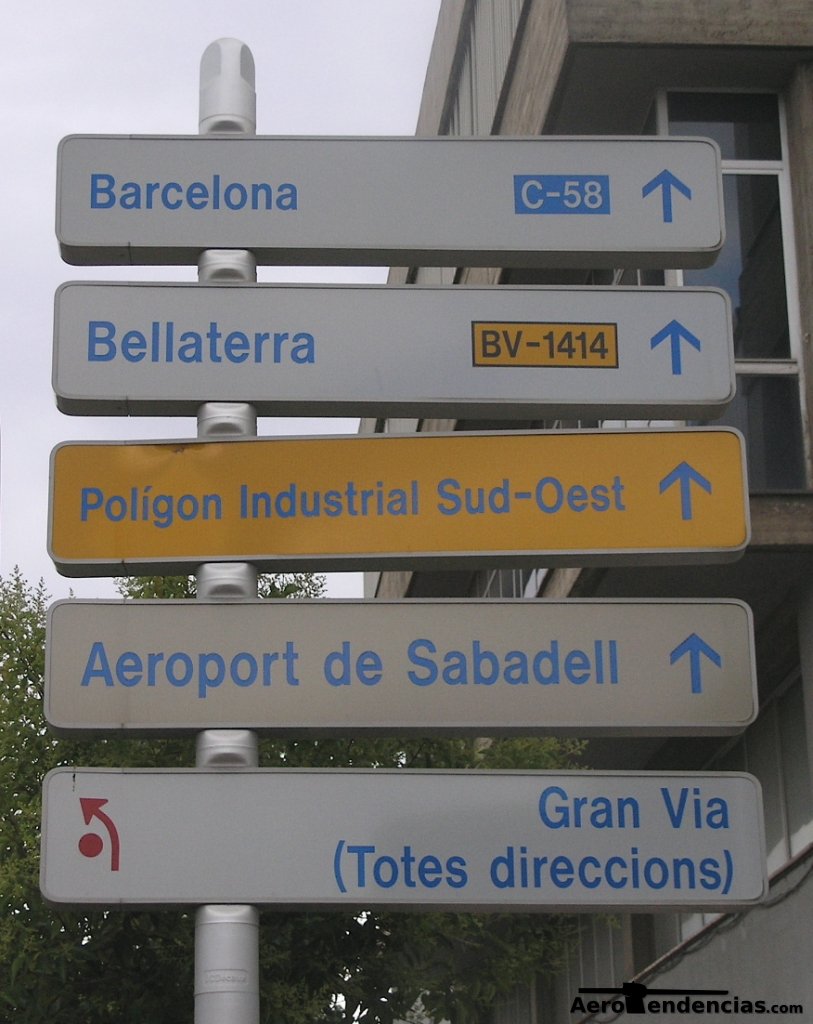 Barcelona C-58
Bellaterra BV-1414
Polígon Industrial Sud-Oest
Aeroport de Sabadell
Gran Via
(Totes direccions)
AeroTendencias.com